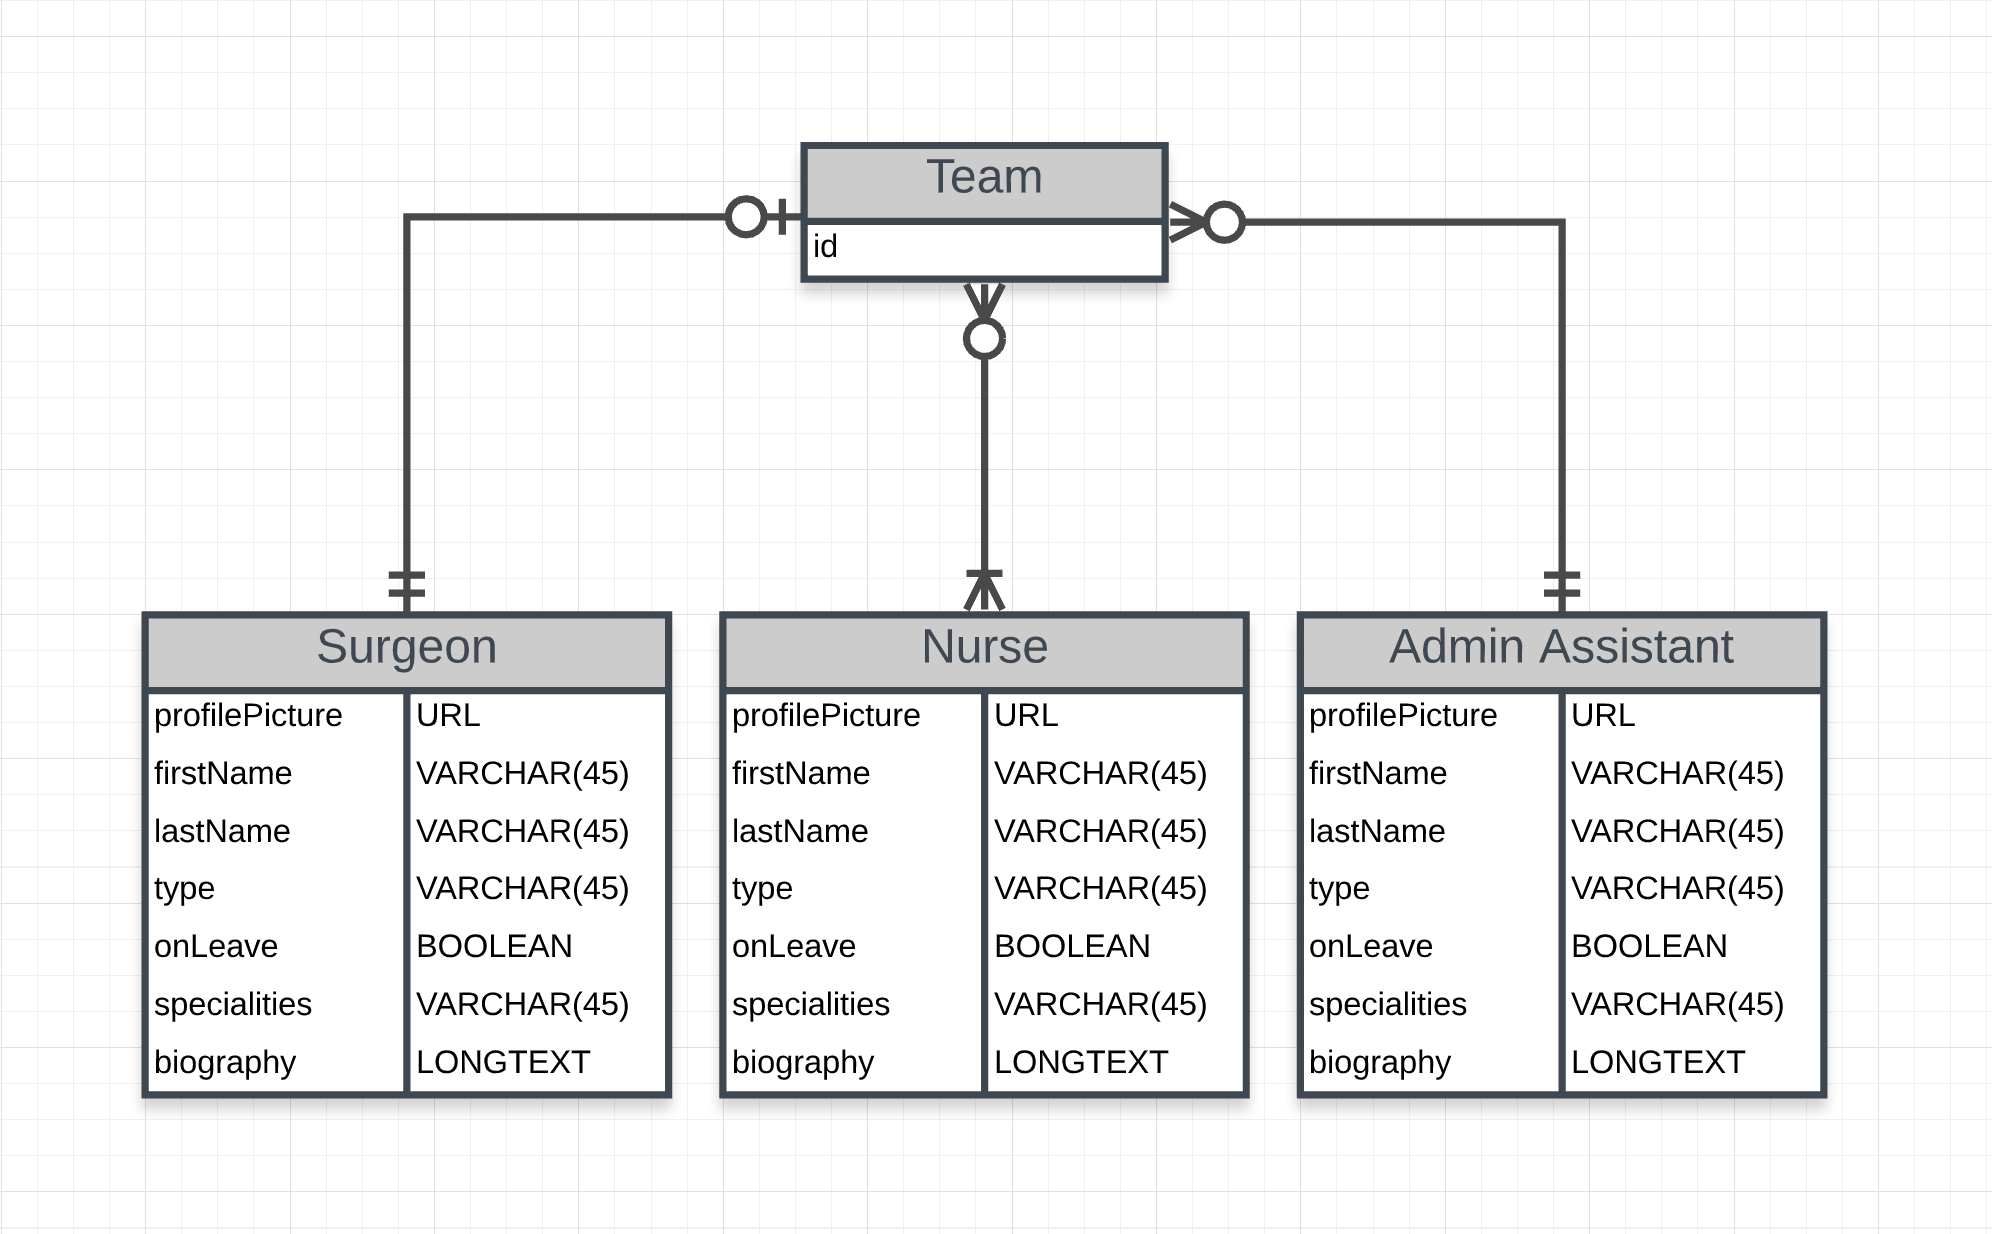 Team
id
Surgeon
profilePicture URL
firstName VARCHAR(45)
lastName VARCHAR(45)
type VARCHAR(45)
onLeave BOOLEAN
specialities VARCHAR(45)
biography LONGTEXT
Nurse
profilePicture URL
firstName VARCHAR(45)
lastName VARCHAR(45)
type VARCHAR(45)
onLeave BOOLEAN
specialities VARCHAR(45)
biography LONGTEXT
Admin Assistant
profilePicture URL
firstName VARCHAR(45)
lastName VARCHAR(45)
type VARCHAR(45)
onLeave BOOLEAN
specialities VARCHAR(45)
biography LONGTEXT